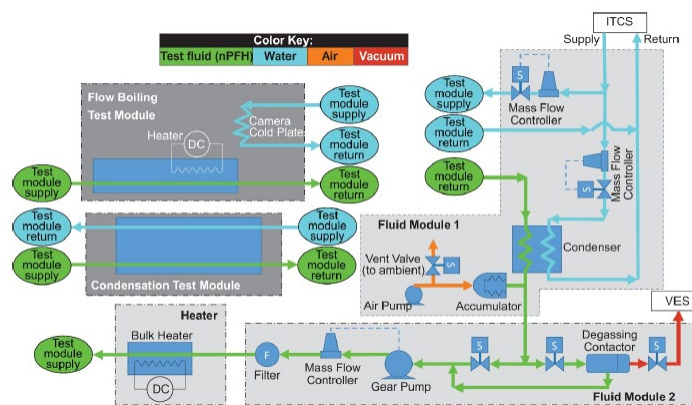 ITCS
Supply
Return
Color Key:
Test fluid (nPFH)
Water
Air
Vacuum
Flow Boiling
Test Module
Heater
DC
Camera
Cold Plate
Test
module
supply
Test
module
return
Test
module
supply
Test
module
return
Test
module
return
Test
module
supply
Test
module
supply
Test
module
return
Condensation Test Module
Test
module
supply
Test
module
return
Test
module
return
S
Mass Flow
Controller
S
Mass Flow
Controller
Fluid Module 1
Vent Valve
(to ambient)
S
Air Pump
Accumulator
Condenser
VES
Heater
Bulk Heater
DC
Test
module
supply
F
Filter
Mass Flow
Controller
Gear Pump
S
S
Degassing
Contactor
S
Fluid Module 2